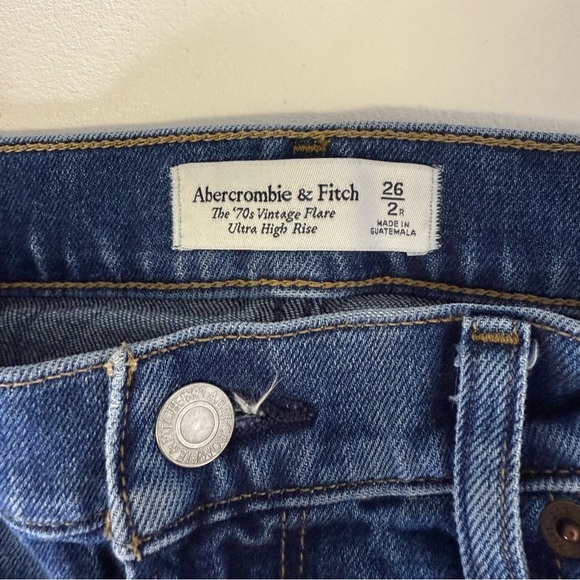 Abercrombie & Fitch
The '70s Vintage Flare
Ultra High Rise
26
2R
MADE IN
GUATEMALA